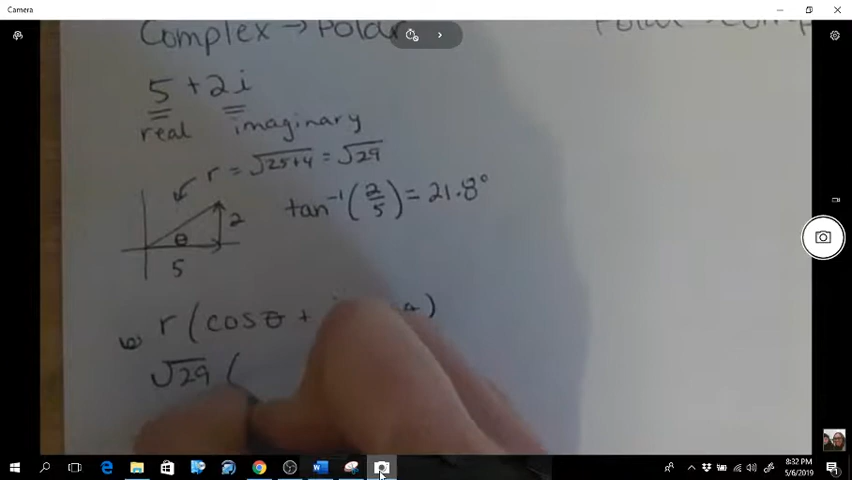 Camera
Complex → Polar
5 + 2i
real imaginary
r = √25+4 = √29
tan⁻¹(2/5) = 21.8°
2
θ
5
r (cosθ +
√29 (
8:32 PM
5/6/2019